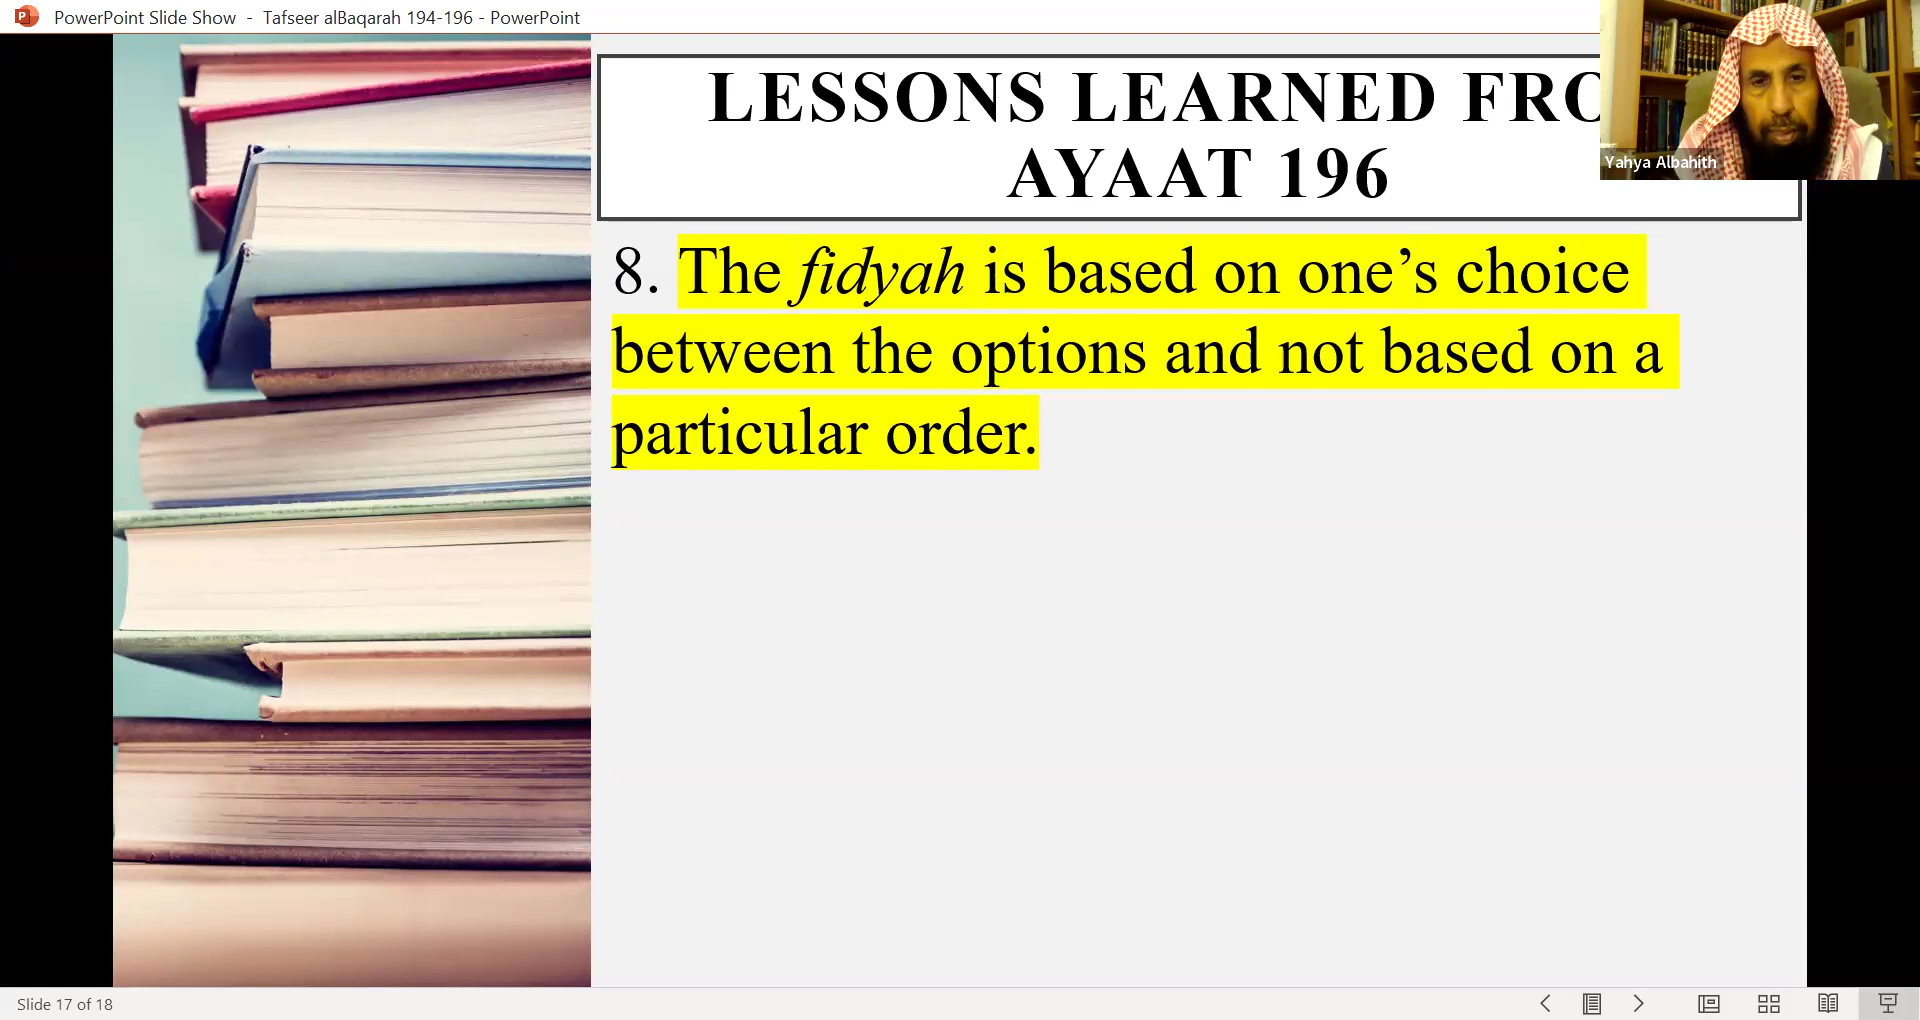 PowerPoint Slide Show - Tafseer alBaqarah 194-196 - PowerPoint
LESSONS LEARNED FRO
AYAAT 196
Yahya Albahith
8. The fidyah is based on one’s choice
between the options and not based on a
particular order.
Slide 17 of 18